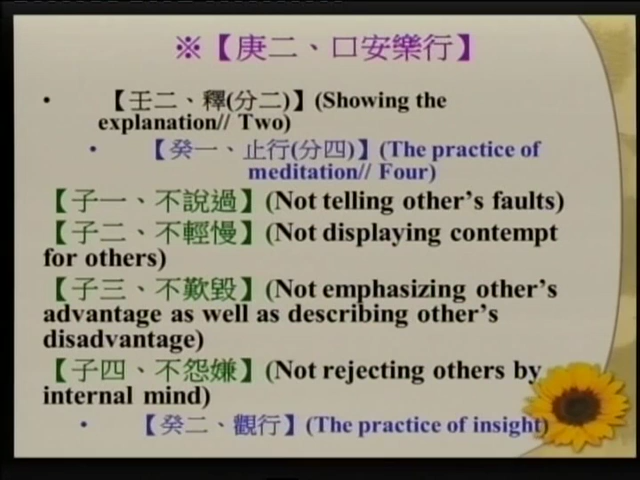 ※【庚二、口安樂行】
• 【壬二、釋(分二)】(Showing the
explanation// Two)
• 【癸一、止行(分四)】(The practice of
meditation// Four)
【子一、不說過】(Not telling other's faults)
【子二、不輕慢】(Not displaying contempt
for others)
【子三、不歎毀】(Not emphasizing other's
advantage as well as describing other's
disadvantage)
【子四、不怨嫌】(Not rejecting others by
internal mind)
• 【癸二、觀行】(The practice of insight)